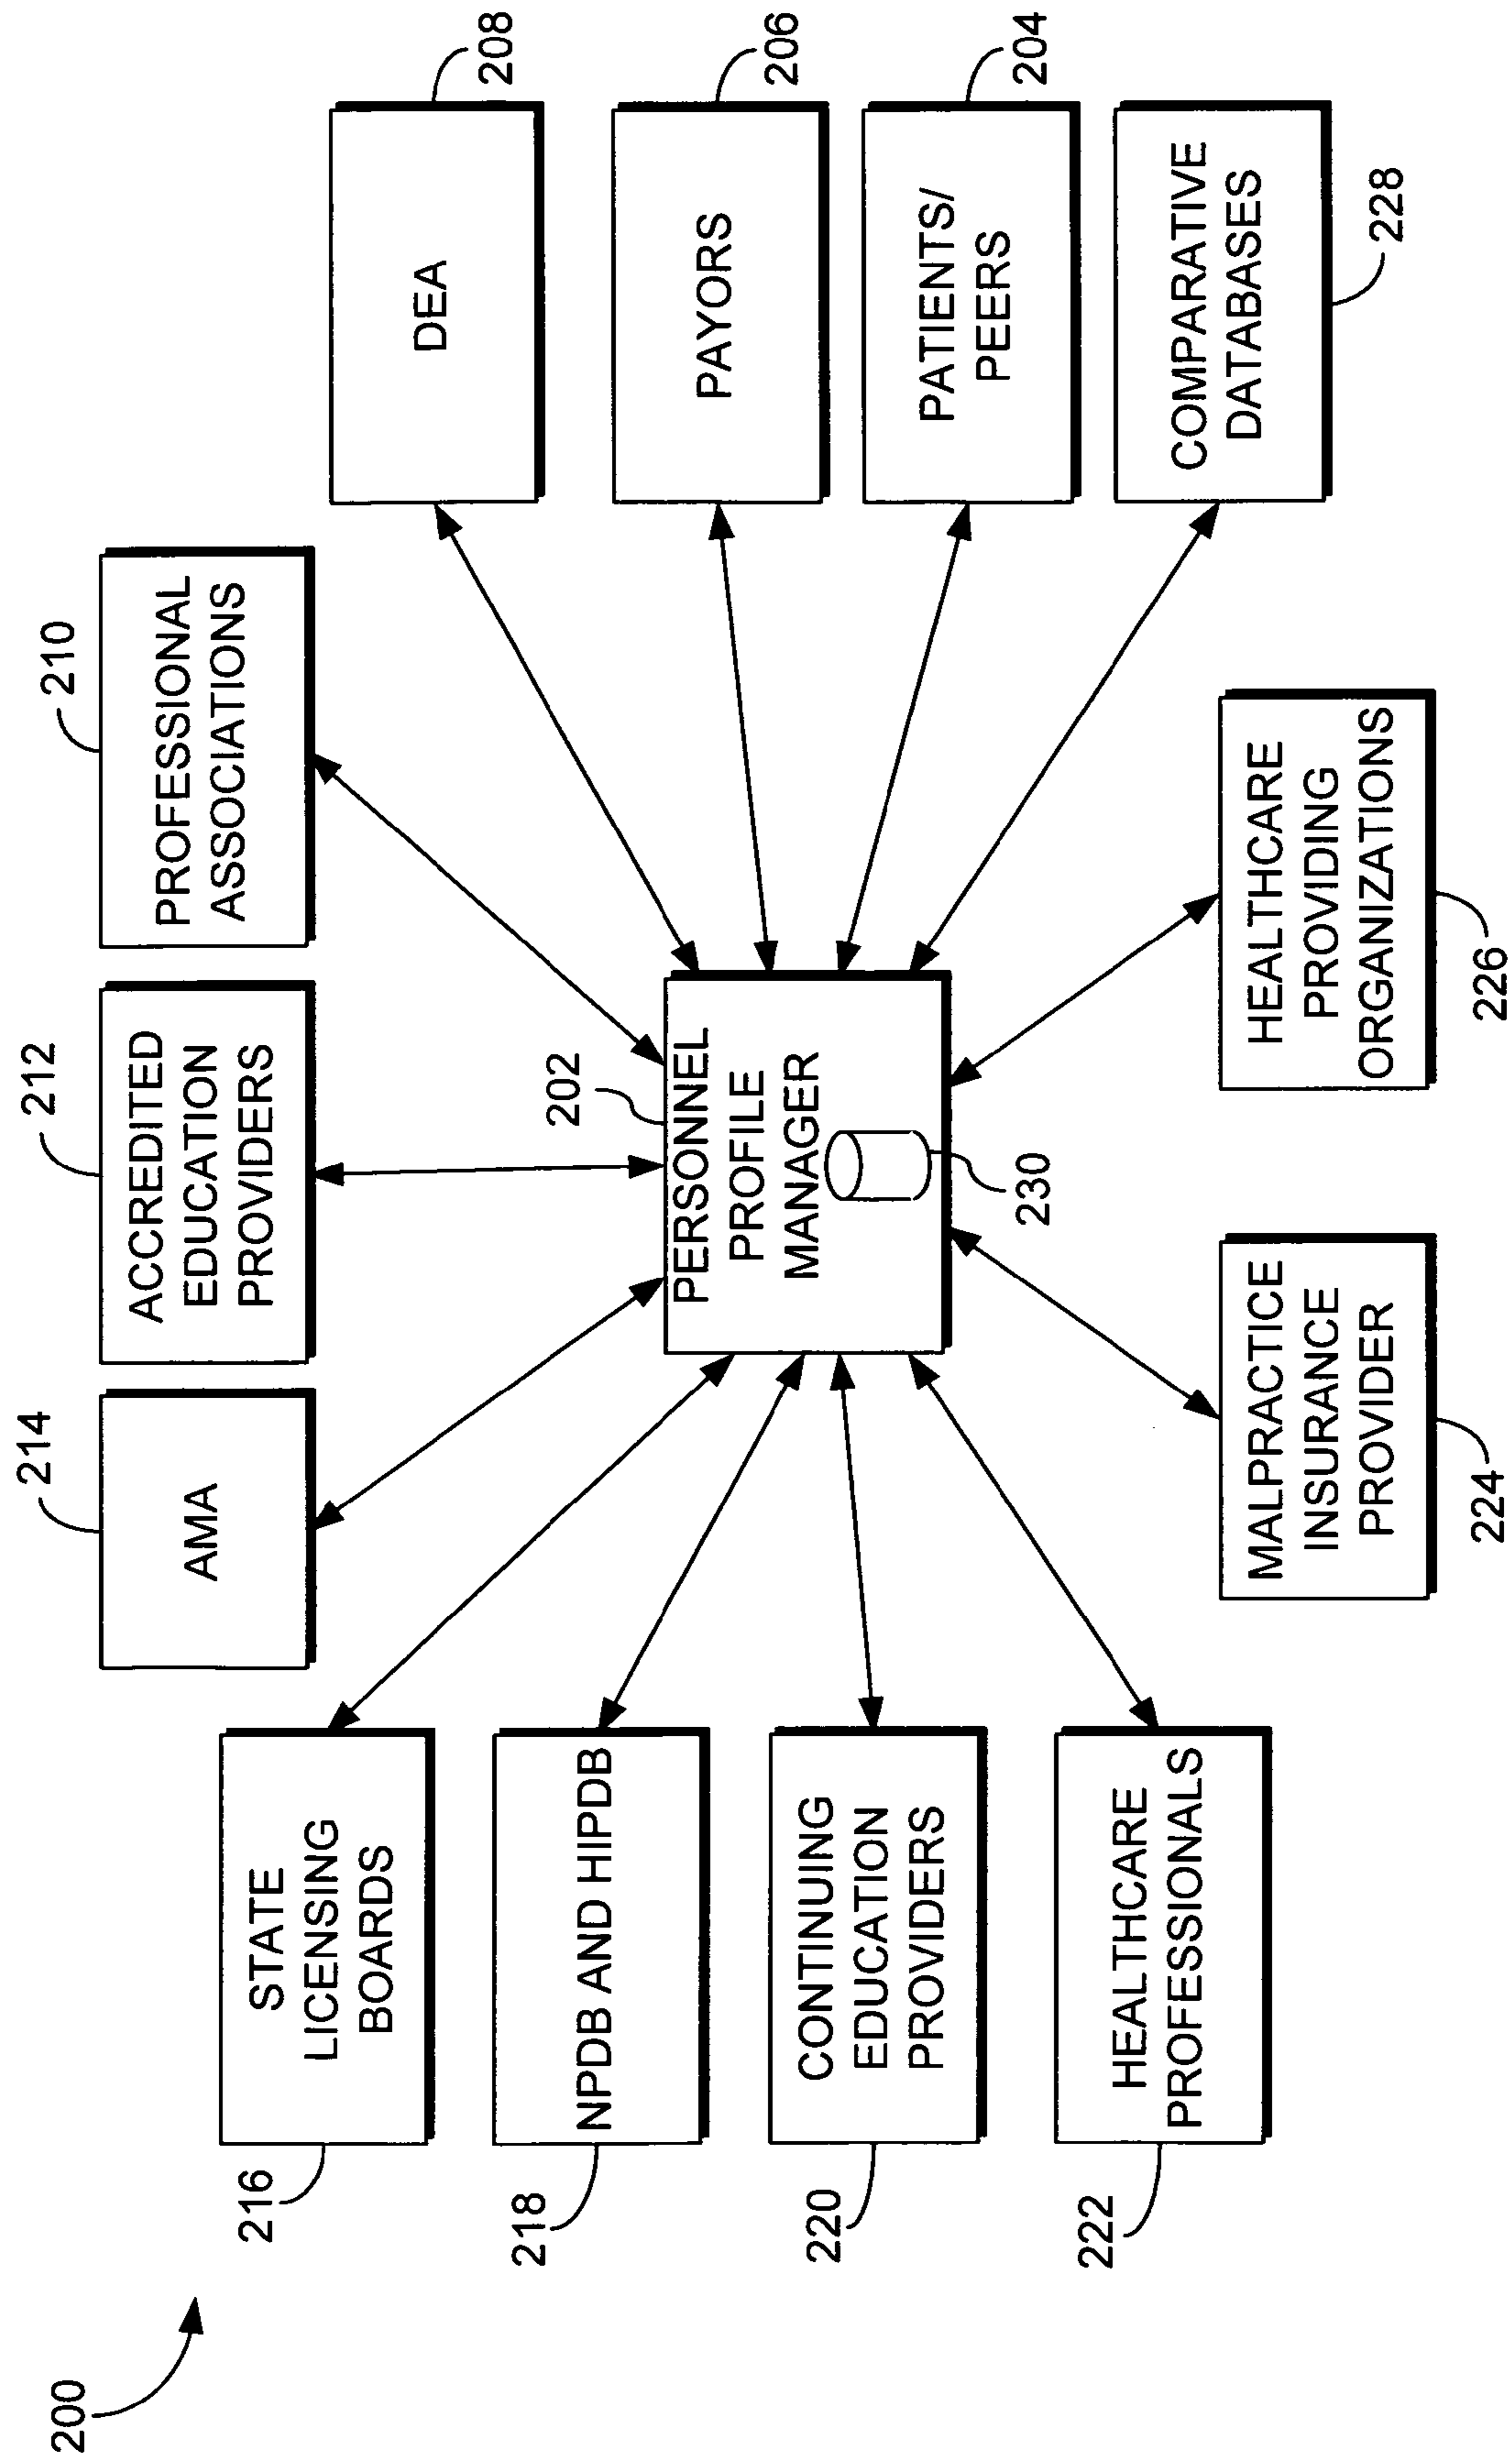 200
214
AMA
212
ACCREDITED
EDUCATION
PROVIDERS
210
PROFESSIONAL
ASSOCIATIONS
216
STATE
LICENSING
BOARDS
218
NPDB AND HIPDB
220
CONTINUING
EDUCATION
PROVIDERS
222
HEALTHCARE
PROFESSIONALS
202
PERSONNEL
PROFILE
MANAGER
230
DEA
208
PAYORS
206
PATIENTS/
PEERS
204
COMPARATIVE
DATABASES
228
MALPRACTICE
INSURANCE
PROVIDER
224
HEALTHCARE
PROVIDING
ORGANIZATIONS
226